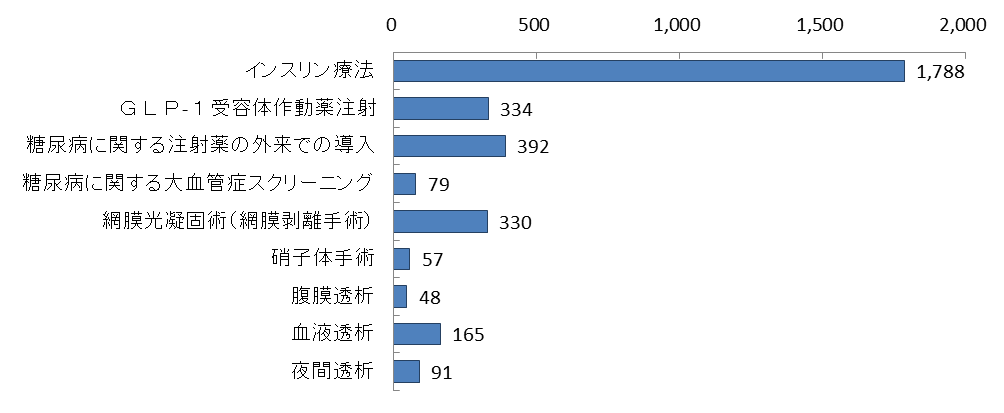 0 500 1,000 1,500 2,000
インスリン療法 1,788
ＧＬＰ-１受容体作動薬注射 334
糖尿病に関する注射薬の外来での導入 392
糖尿病に関する大血管症スクリーニング 79
網膜光凝固術（網膜剥離手術） 330
硝子体手術 57
腹膜透析 48
血液透析 165
夜間透析 91